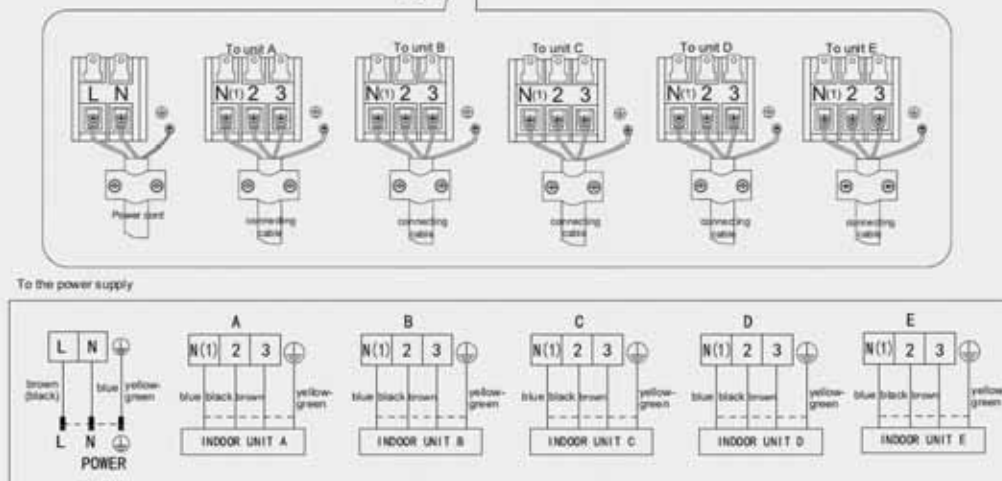 To unit A To unit B To unit C To unit D To unit E
L N N(1) 2 3 N(1) 2 3 N(1) 2 3 N(1) 2 3 N(1) 2 3
Power cord connecting cable connecting cable connecting cable connecting cable connecting cable
To the power supply
A B C D E
L N N(1) 2 3 N(1) 2 3 N(1) 2 3 N(1) 2 3 N(1) 2 3
brown (black) blue yellow-green blue black brown yellow-green blue black brown yellow-green blue black brown yellow-green blue black brown yellow-green blue black brown yellow-green
L N INDOOR UNIT A INDOOR UNIT B INDOOR UNIT C INDOOR UNIT D INDOOR UNIT E
POWER